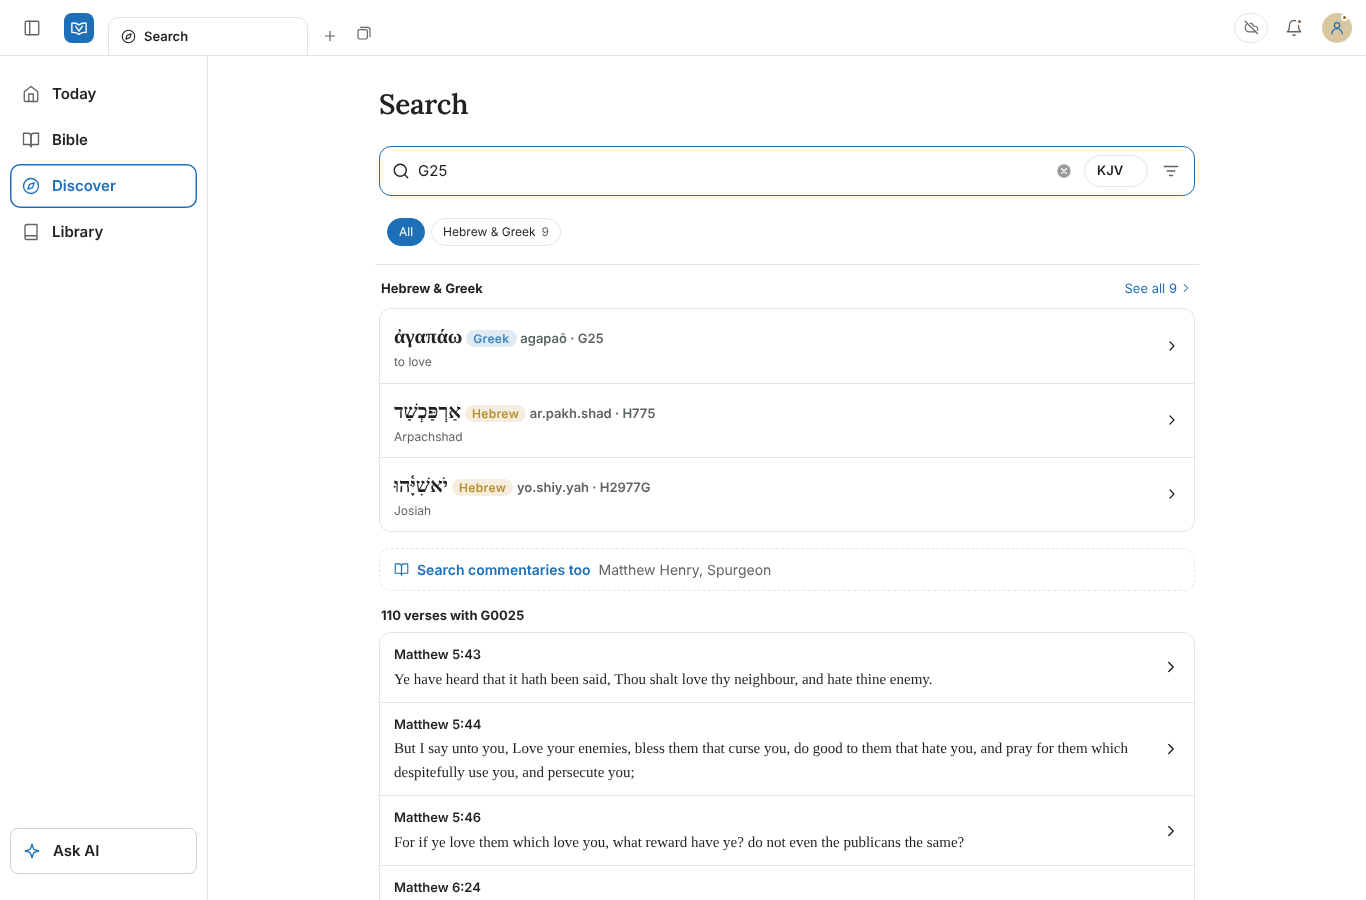 Search
Today
Bible
Discover
Library
Ask AI
Search
G25
KJV
All
Hebrew & Greek 9
Hebrew & Greek
See all 9
ἀγαπάω Greek agapaō · G25
to love
אַרְפַּכְשַׁד Hebrew ar.pakh.shad · H775
Arpachshad
יֹאשִׁיָּ֫הוּ Hebrew yo.shiy.yah · H2977G
Josiah
Search commentaries too Matthew Henry, Spurgeon
110 verses with G0025
Matthew 5:43
Ye have heard that it hath been said, Thou shalt love thy neighbour, and hate thine enemy.
Matthew 5:44
But I say unto you, Love your enemies, bless them that curse you, do good to them that hate you, and pray for them which
despitefully use you, and persecute you;
Matthew 5:46
For if ye love them which love you, what reward have ye? do not even the publicans the same?
Matthew 6:24